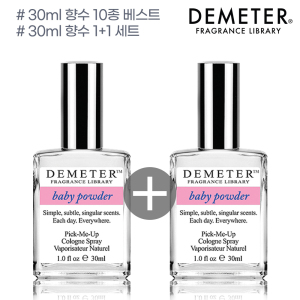 # 30ml 향수 10종 베스트
# 30ml 향수 1+1 세트
DEMETER®
FRAGRANCE LIBRARY
DEMETER™
FRAGRANCE LIBRARY
baby powder
Simple, subtle, singular scents.
Each day. Everywhere.
Pick-Me-Up
Cologne Spray
Vaporisateur Naturel
1.0 fl oz ℮ 30ml
+
DEMETER™
FRAGRANCE LIBRARY
baby powder
Simple, subtle, singular scents.
Each day. Everywhere.
Pick-Me-Up
Cologne Spray
Vaporisateur Naturel
1.0 fl oz ℮ 30ml